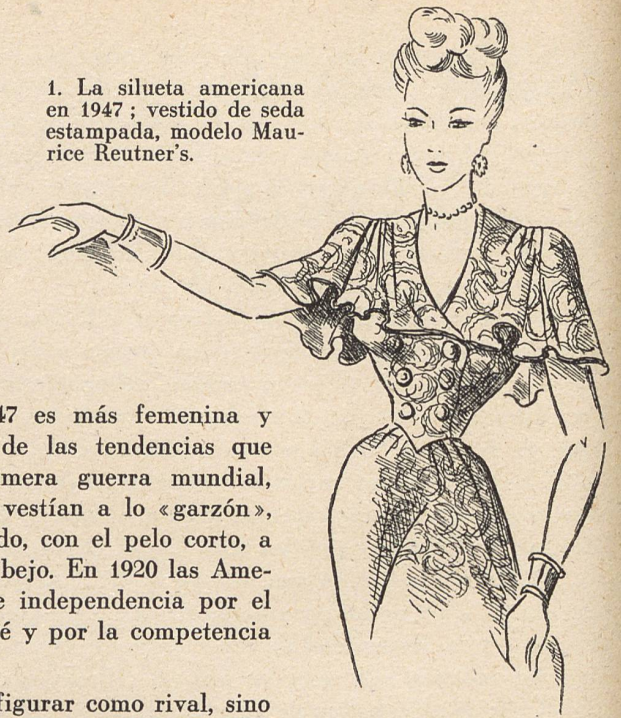 1. La silueta americana
en 1947 ; vestido de seda
estampada, modelo Mau-
rice Reutner's.
47 es más femenina y
de las tendencias que
mera guerra mundial,
vestían a lo «garzón»,
do, con el pelo corto, a
bejo. En 1920 las Ame-
e independencia por el
é y por la competencia
figurar como rival, sino